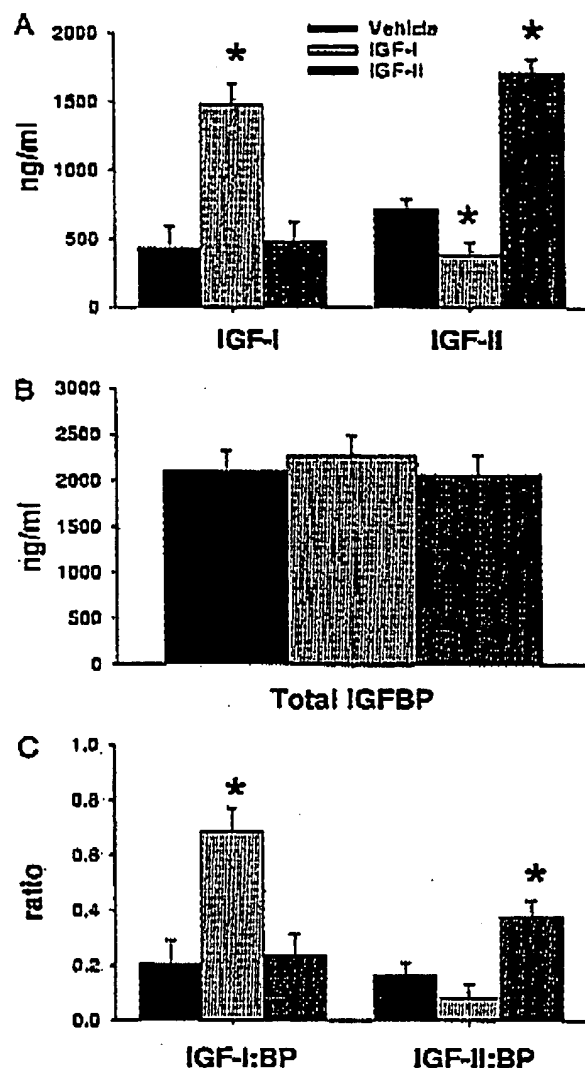 A
2000
1500
1000
500
0
ng/ml
Vehicle
IGF-I
IGF-II
*
*
*
IGF-I
IGF-II
B
3000
2500
2000
1500
1000
500
0
ng/ml
Total IGFBP
C
1.0
0.8
0.6
0.4
0.2
0.0
ratio
*
*
IGF-I:BP
IGF-II:BP